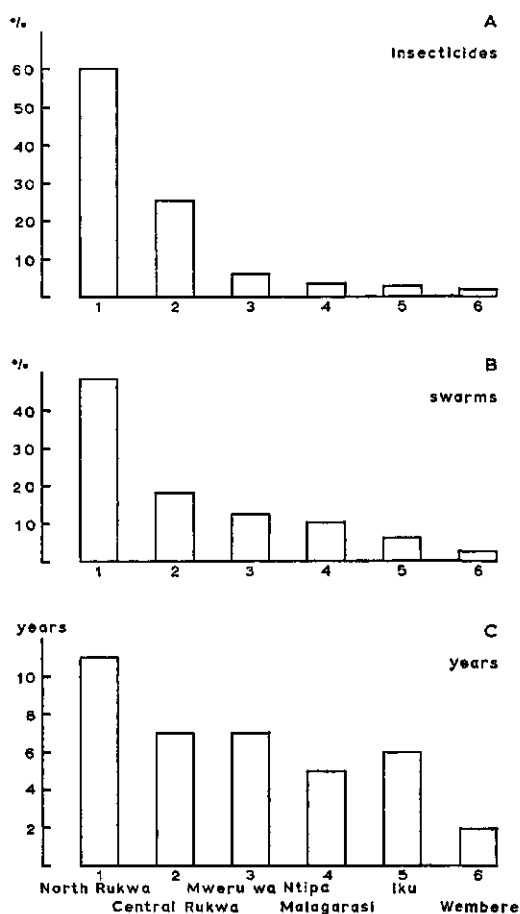 °/. A
Insecticides
60
50
40
30
20
10
1 2 3 4 5 6
°/. B
swarms
40
20
10
1 2 3 4 5 6
years C
years
10
8
6
4
2
1 2 3 4 5 6
North Rukwa Mweru wa Ntipa Iku
Central Rukwa Malagarasi Wembere